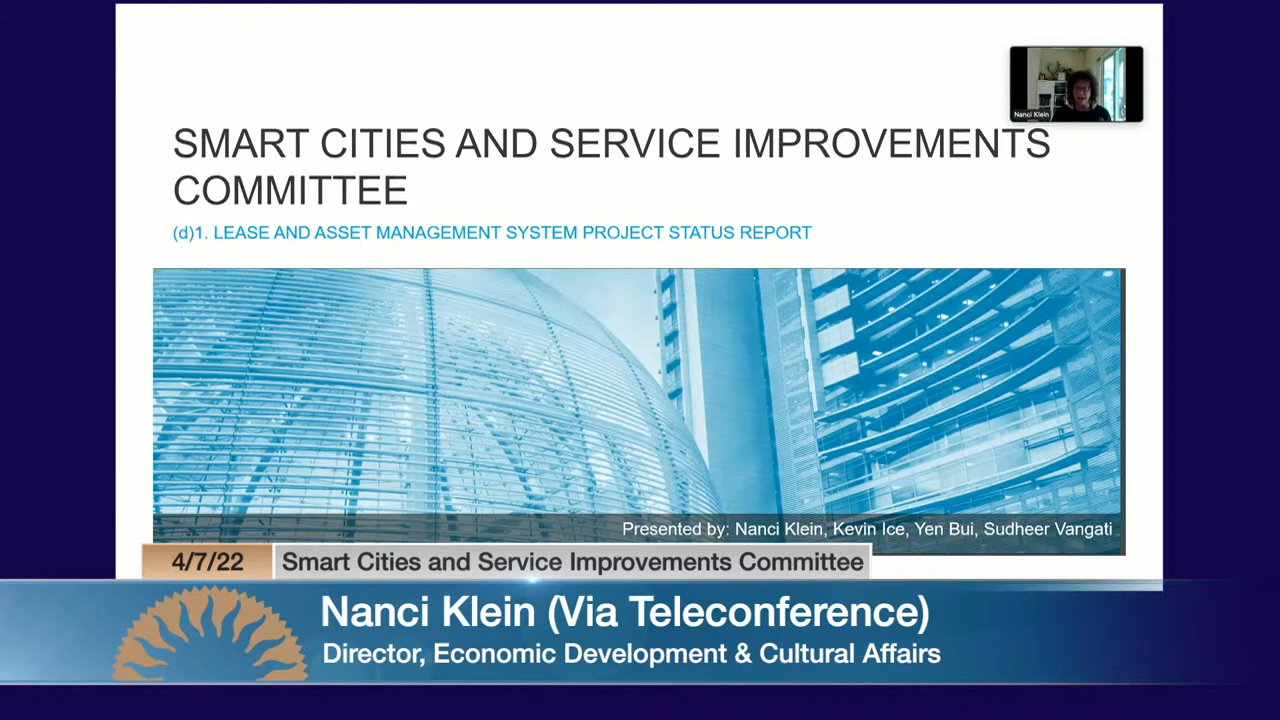 Nanci Klein
SMART CITIES AND SERVICE IMPROVEMENTS
COMMITTEE
(d)1. LEASE AND ASSET MANAGEMENT SYSTEM PROJECT STATUS REPORT
Presented by: Nanci Klein, Kevin Ice, Yen Bui, Sudheer Vangati
4/7/22 Smart Cities and Service Improvements Committee
Nanci Klein (Via Teleconference)
Director, Economic Development & Cultural Affairs